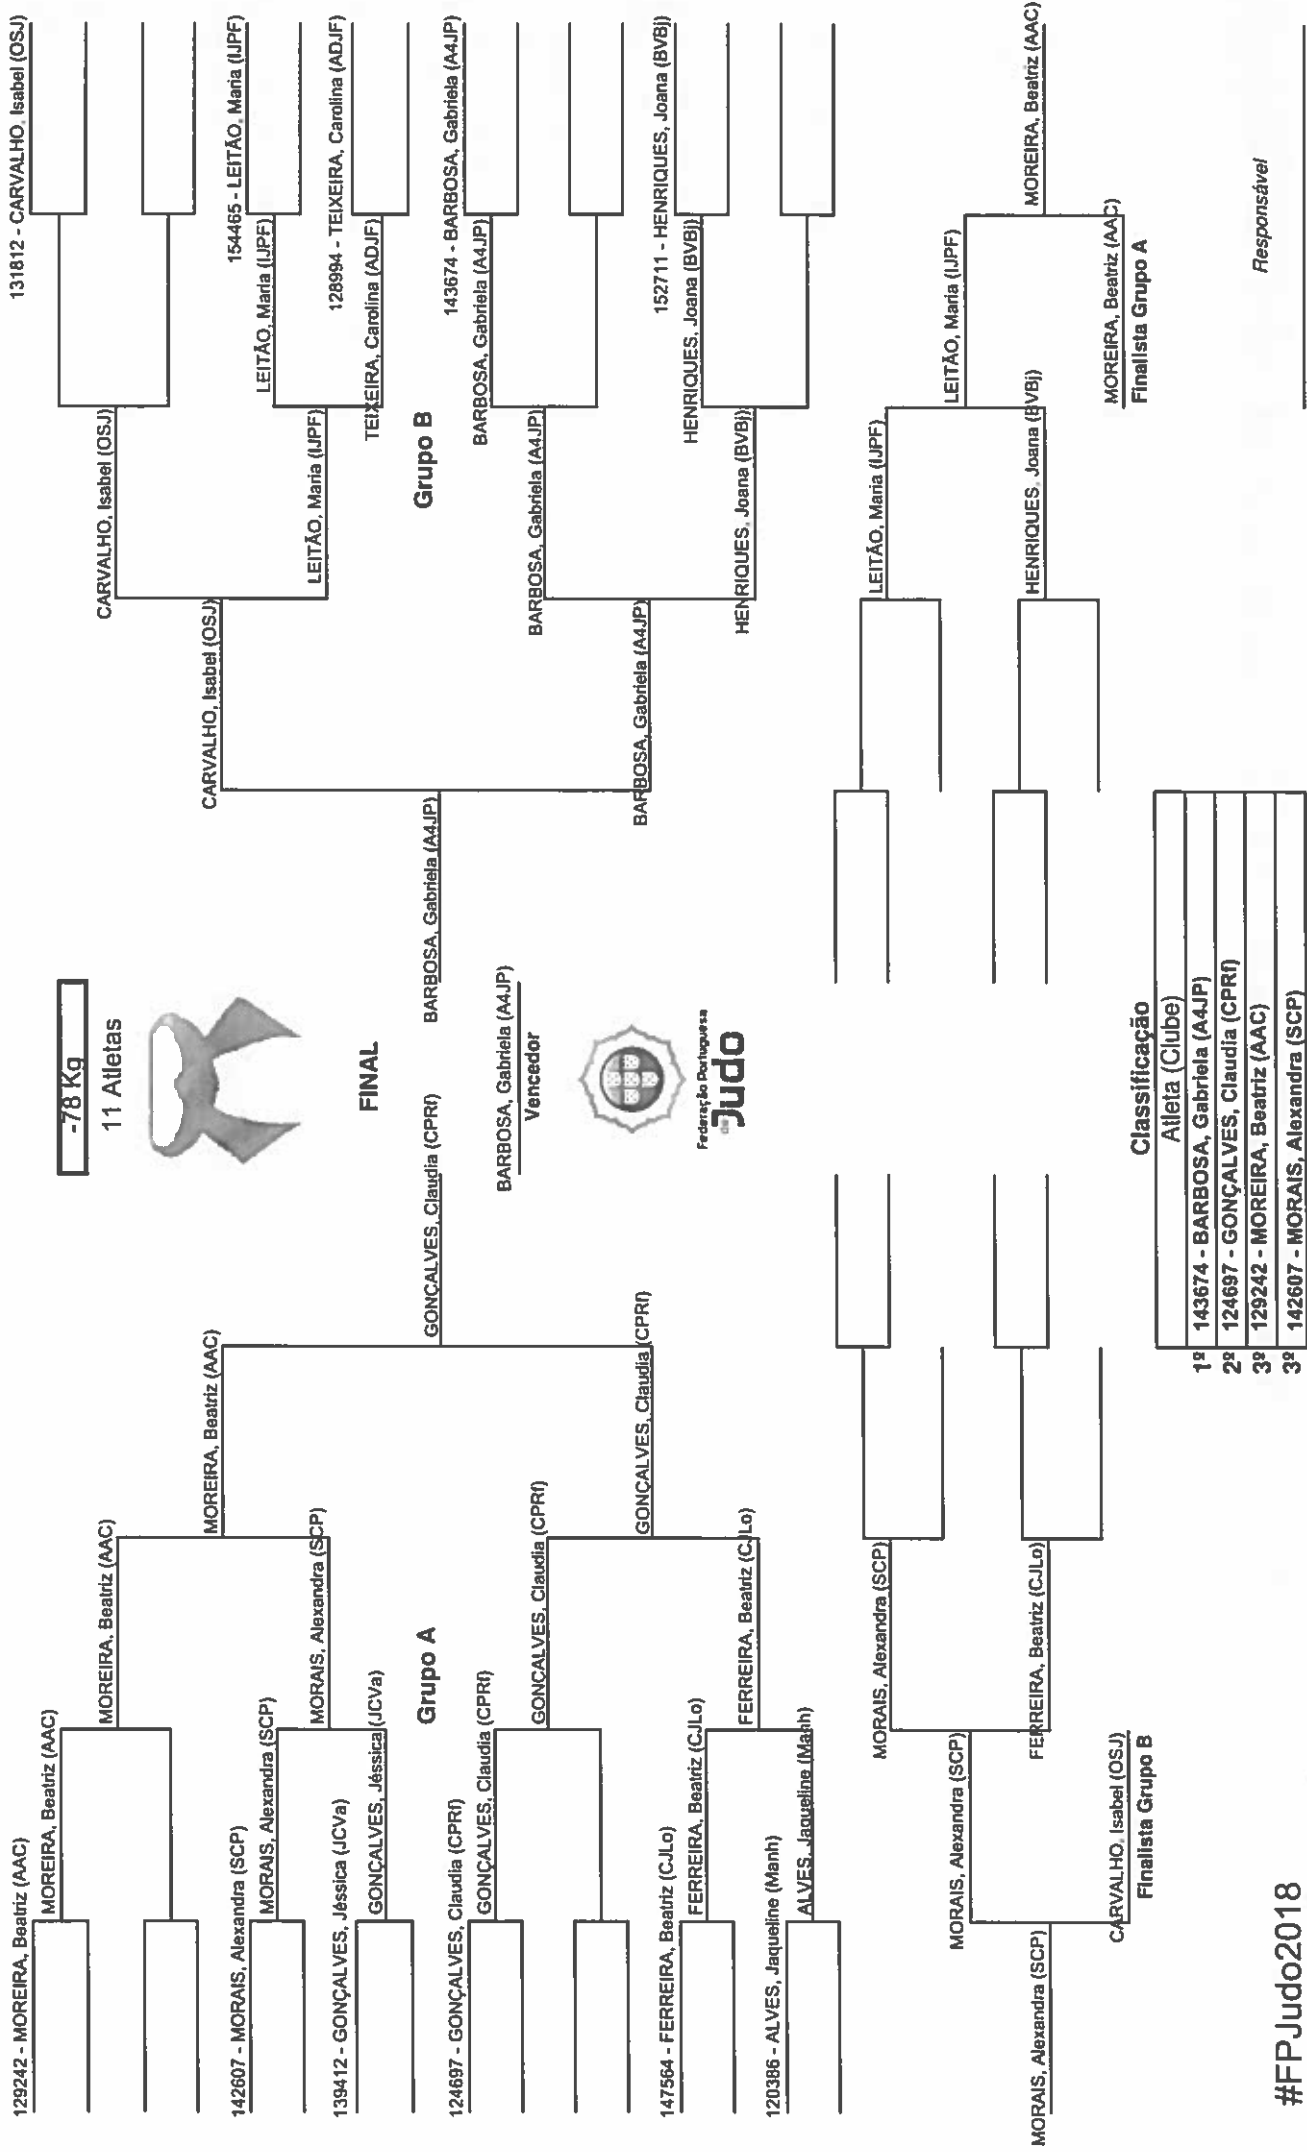 -78 Kg
11 Atletas
129242 - MOREIRA, Beatriz (AAC)
MOREIRA, Beatriz (AAC)
MOREIRA, Beatriz (AAC)
142607 - MORAIS, Alexandra (SCP)
MORAIS, Alexandra (SCP)
MORAIS, Alexandra (SCP)
139412 - GONÇALVES, Jéssica (JCVa)
GONÇALVES, Jéssica (JCVa)
MOREIRA, Beatriz (AAC)
Grupo A
124697 - GONÇALVES, Claudia (CPRf)
GONÇALVES, Claudia (CPRf)
GONÇALVES, Claudia (CPRf)
147564 - FERREIRA, Beatriz (CJLo)
FERREIRA, Beatriz (CJLo)
FERREIRA, Beatriz (CJLo)
120386 - ALVES, Jaqueline (Manh)
ALVES, Jaqueline (Manh)
GONÇALVES, Claudia (CPRf)
GONÇALVES, Claudia (CPRf)
FINAL
BARBOSA, Gabriela (A4JP)
BARBOSA, Gabriela (A4JP)
Vencedor
Federação Portuguesa
de Judo
131812 - CARVALHO, Isabel (OSJ)
CARVALHO, Isabel (OSJ)
CARVALHO, Isabel (OSJ)
154465 - LEITÃO, Maria (IJPF)
LEITÃO, Maria (IJPF)
LEITÃO, Maria (IJPF)
128994 - TEIXEIRA, Carolina (ADJF)
TEIXEIRA, Carolina (ADJF)
Grupo B
143674 - BARBOSA, Gabriela (A4JP)
BARBOSA, Gabriela (A4JP)
BARBOSA, Gabriela (A4JP)
BARBOSA, Gabriela (A4JP)
152711 - HENRIQUES, Joana (BVBj)
HENRIQUES, Joana (BVBj)
HENRIQUES, Joana (BVBj)
MORAIS, Alexandra (SCP)
MORAIS, Alexandra (SCP)
MORAIS, Alexandra (SCP)
FERREIRA, Beatriz (CJLo)
CARVALHO, Isabel (OSJ)
Finalista Grupo B
LEITÃO, Maria (IJPF)
LEITÃO, Maria (IJPF)
MOREIRA, Beatriz (AAC)
HENRIQUES, Joana (BVBj)
MOREIRA, Beatriz (AAC)
Finalista Grupo A
Classificação
Atleta (Clube)
1º 143674 - BARBOSA, Gabriela (A4JP)
2º 124697 - GONÇALVES, Claudia (CPRf)
3º 129242 - MOREIRA, Beatriz (AAC)
3º 142607 - MORAIS, Alexandra (SCP)
Responsável
#FPJudo2018